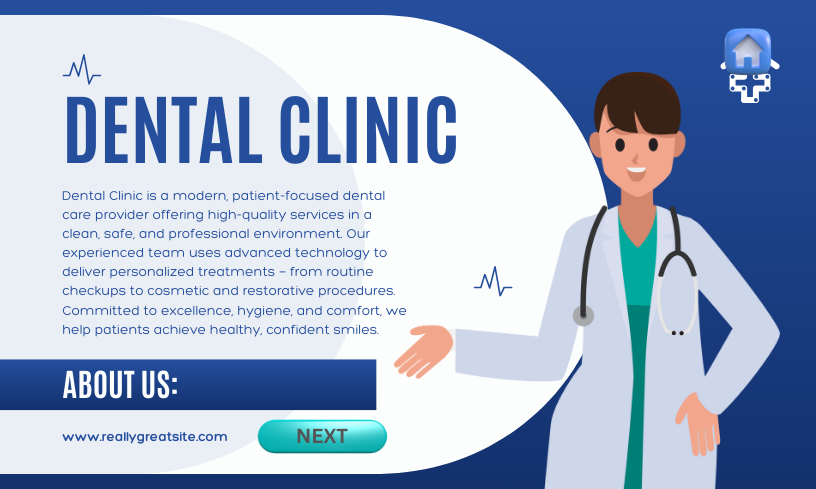 DENTAL CLINIC
Dental Clinic is a modern, patient-focused dental
care provider offering high-quality services in a
clean, safe, and professional environment. Our
experienced team uses advanced technology to
deliver personalized treatments – from routine
checkups to cosmetic and restorative procedures.
Committed to excellence, hygiene, and comfort, we
help patients achieve healthy, confident smiles.
ABOUT US:
www.reallygreatsite.com
NEXT